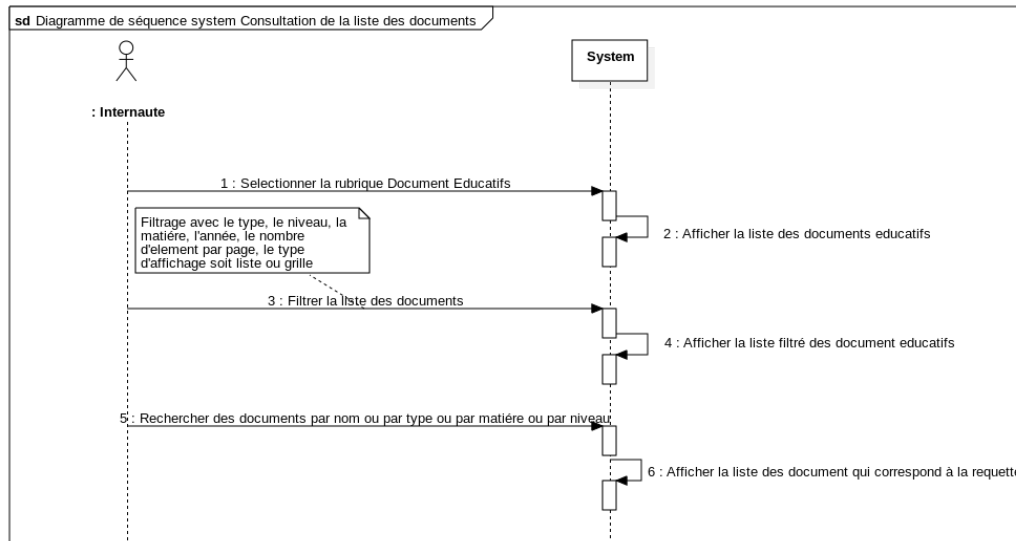 sd Diagramme de séquence system Consultation de la liste des documents
System
: Internaute
1 : Selectionner la rubrique Document Educatifs
Filtrage avec le type, le niveau, la
matiére, l'année, le nombre
d'element par page, le type
d'affichage soit liste ou grille
2 : Afficher la liste des documents educatifs
3 : Filtrer la liste des documents
4 : Afficher la liste filtré des document educatifs
5 : Rechercher des documents par nom ou par type ou par matiére ou par niveau
6 : Afficher la liste des document qui correspond à la requette